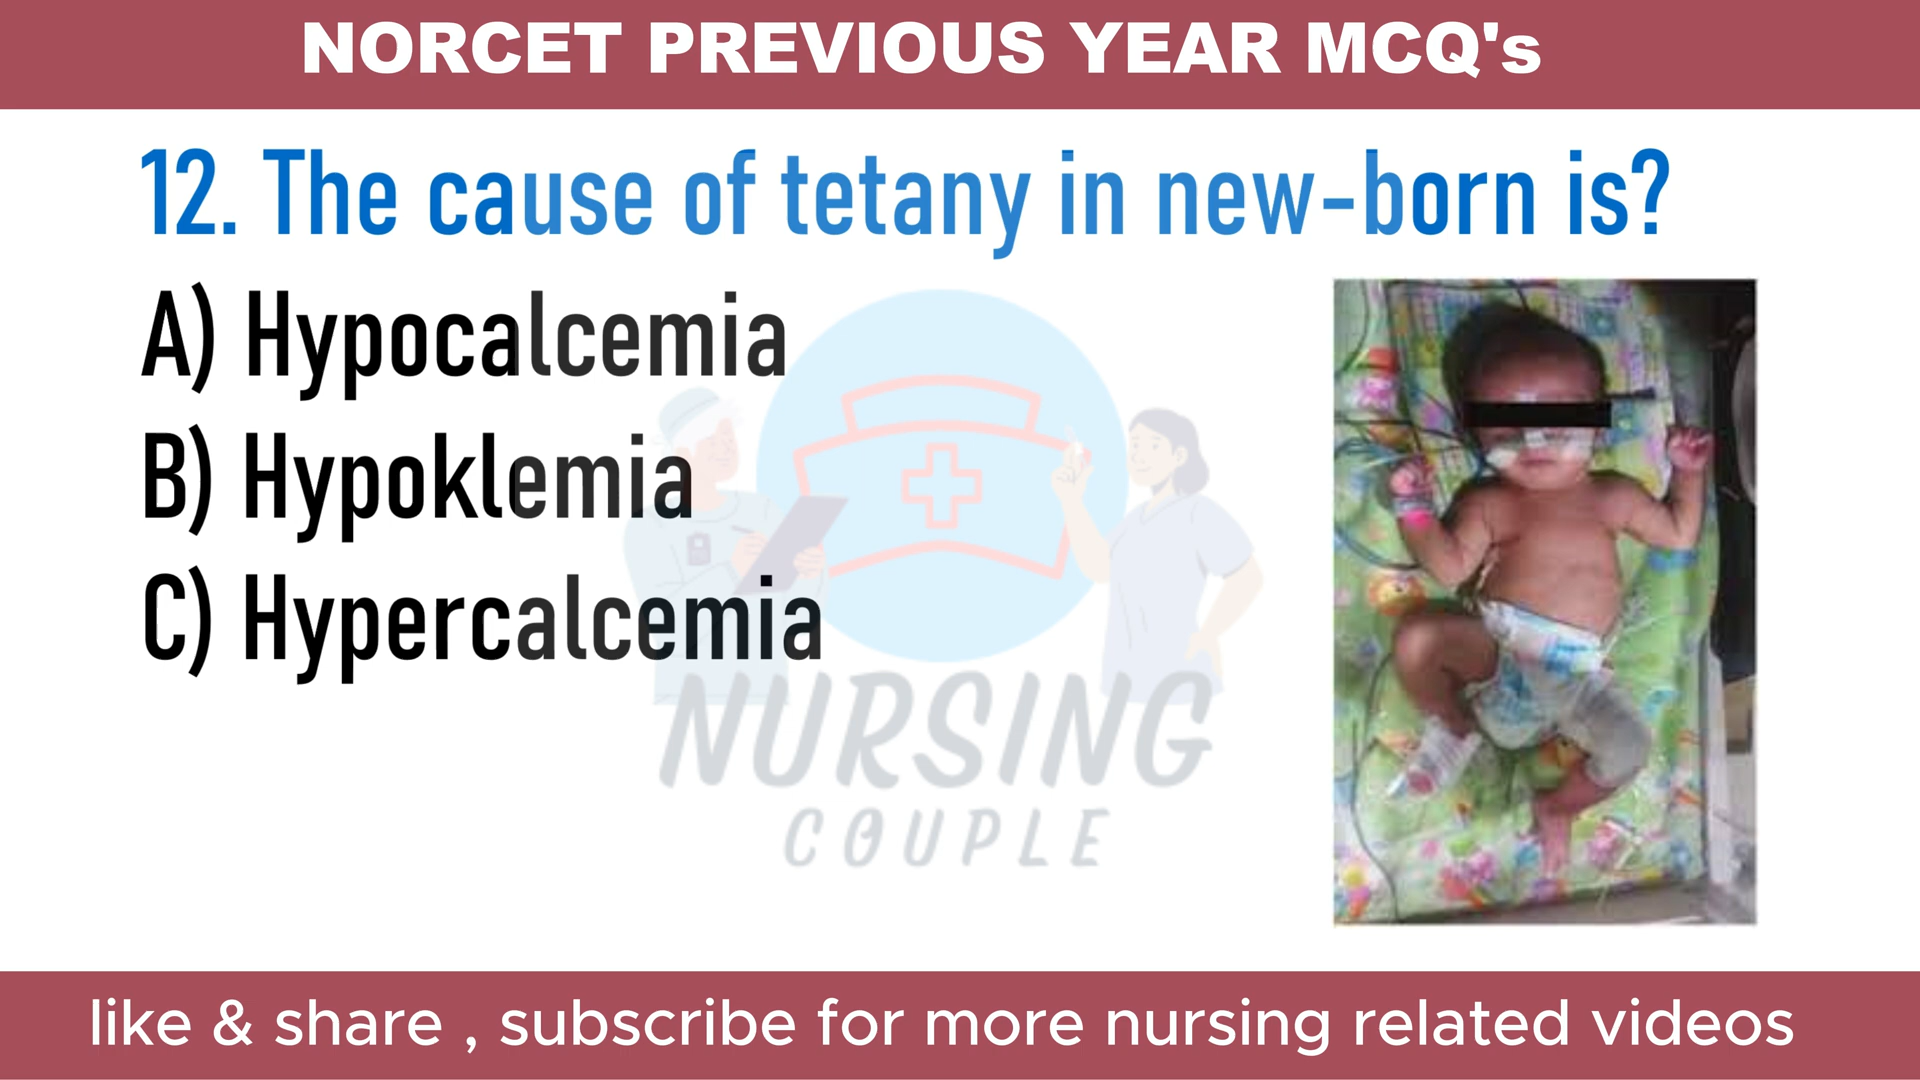 NORCET PREVIOUS YEAR MCQ's
12. The cause of tetany in new-born is?
A) Hypocalcemia
B) Hypoklemia
C) Hypercalcemia
NURSING
COUPLE
like & share , subscribe for more nursing related videos